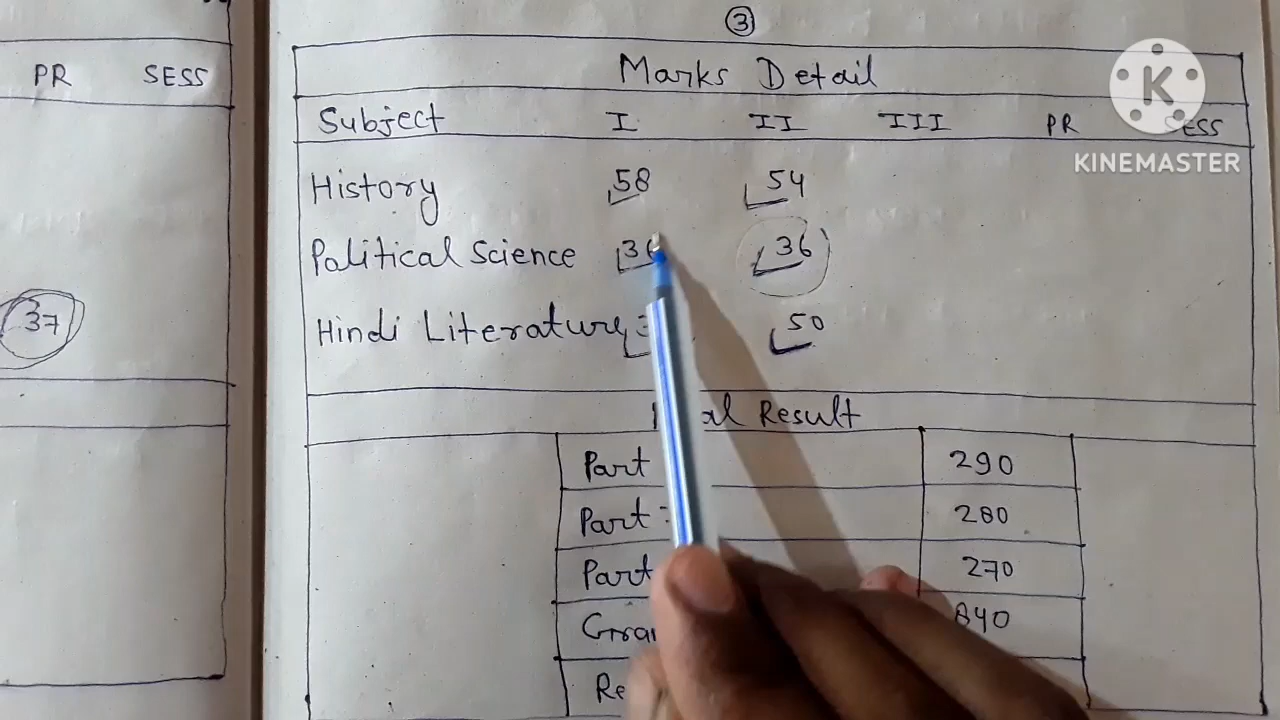 PR SESS
37
3
Marks Detail
Subject I II III PR SESS
History 58 54
Political Science 36
Hindi Literature 50
Result
Part 290
Part 280
Part 270
840
K
KINEMASTER